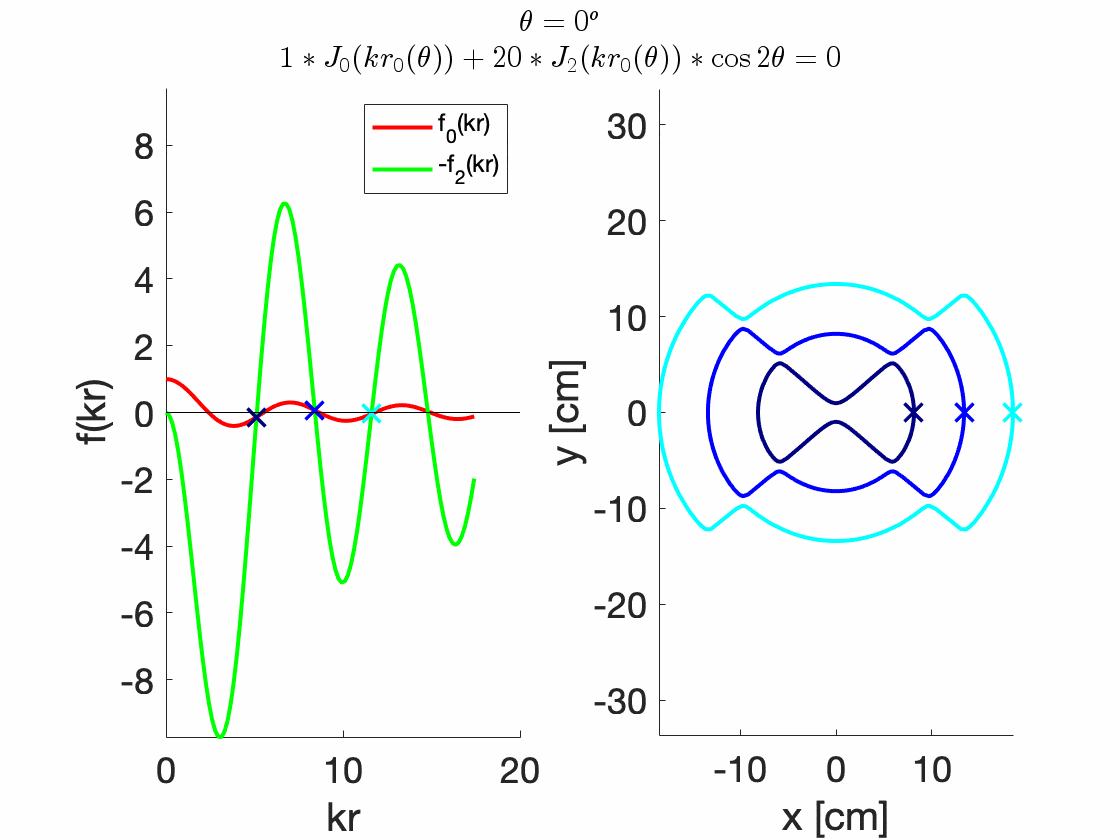 θ = 0°
1 * J₀(kr₀(θ)) + 20 * J₂(kr₀(θ)) * cos 2θ = 0
f₀(kr)
-f₂(kr)
8
6
4
2
0
-2
-4
-6
-8
f(kr)
0
10
20
kr
30
20
10
0
-10
-20
-30
y [cm]
-10
0
10
x [cm]